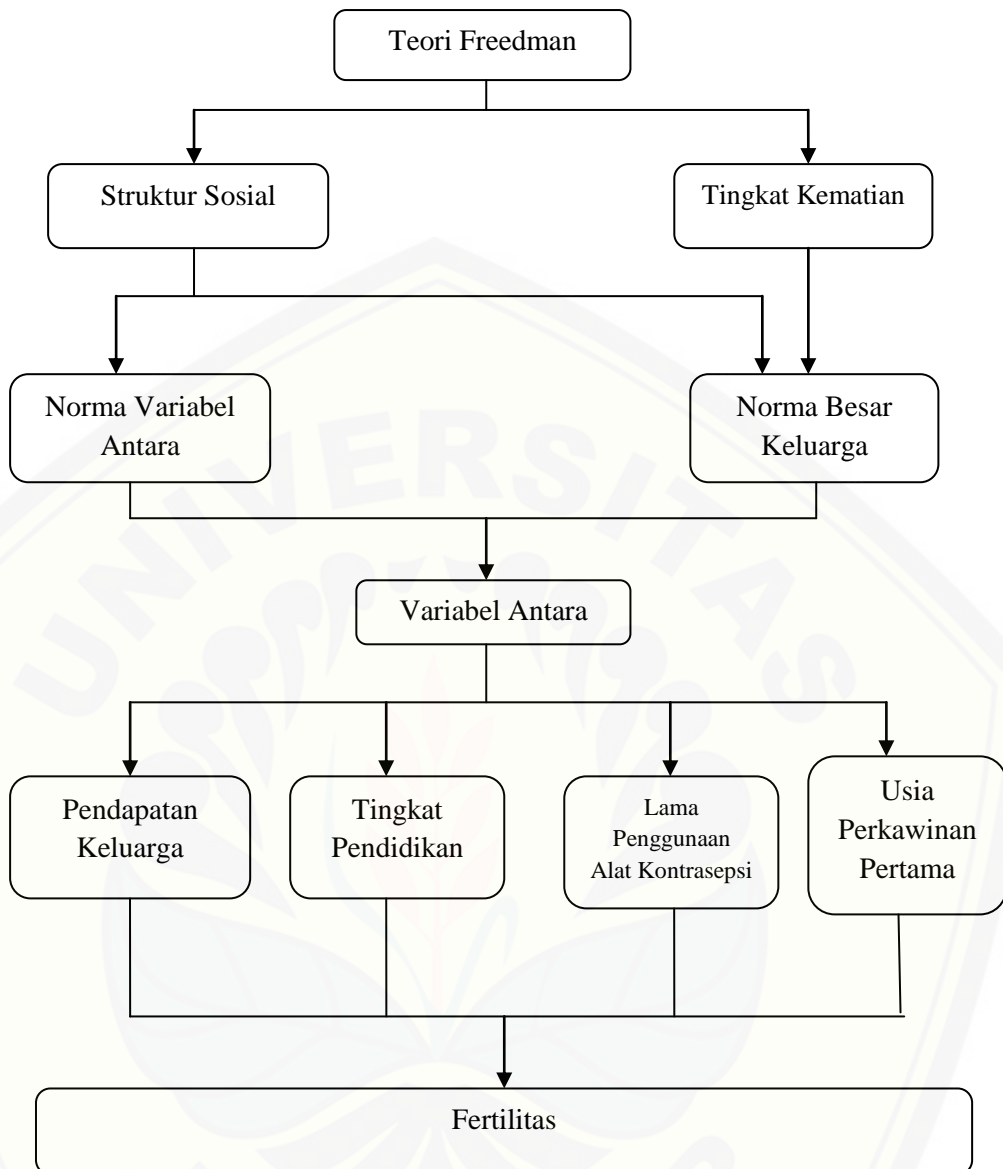 Teori Freedman
Struktur Sosial
Tingkat Kematian
Norma Variabel
Antara
Norma Besar
Keluarga
Variabel Antara
Pendapatan
Keluarga
Tingkat
Pendidikan
Lama
Penggunaan
Alat Kontrasepsi
Usia
Perkawinan
Pertama
Fertilitas
UNIVERSITAS